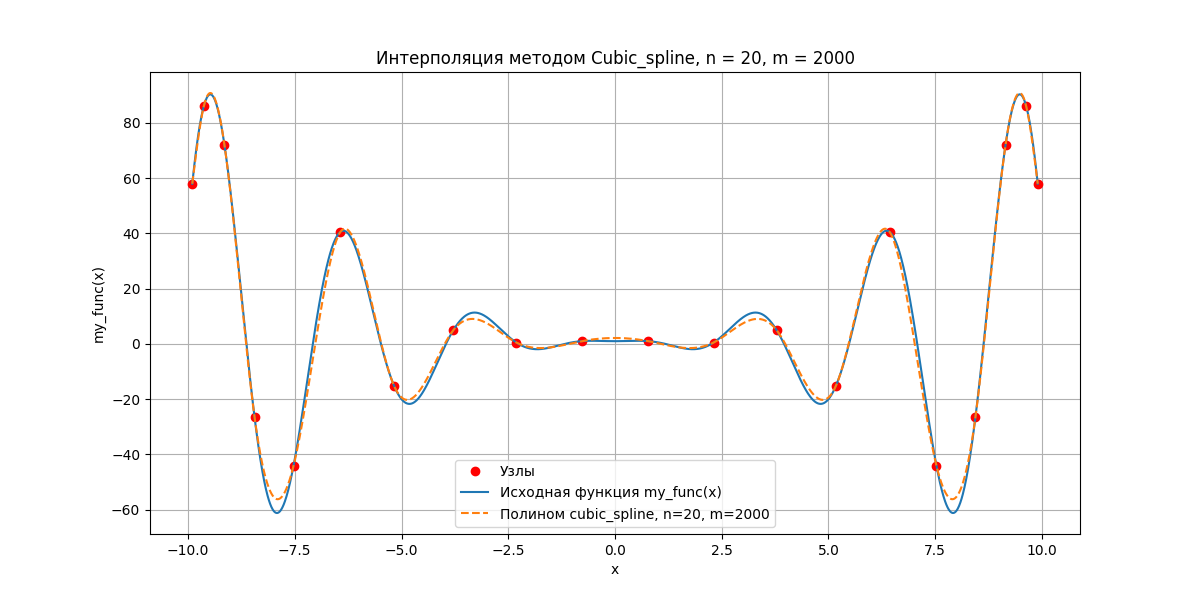 Интерполяция методом Cubic_spline, n = 20, m = 2000
my_func(x)
80
60
40
20
0
−20
−40
−60
Узлы
Исходная функция my_func(x)
Полином cubic_spline, n=20, m=2000
−10.0 −7.5 −5.0 −2.5 0.0 2.5 5.0 7.5 10.0
x